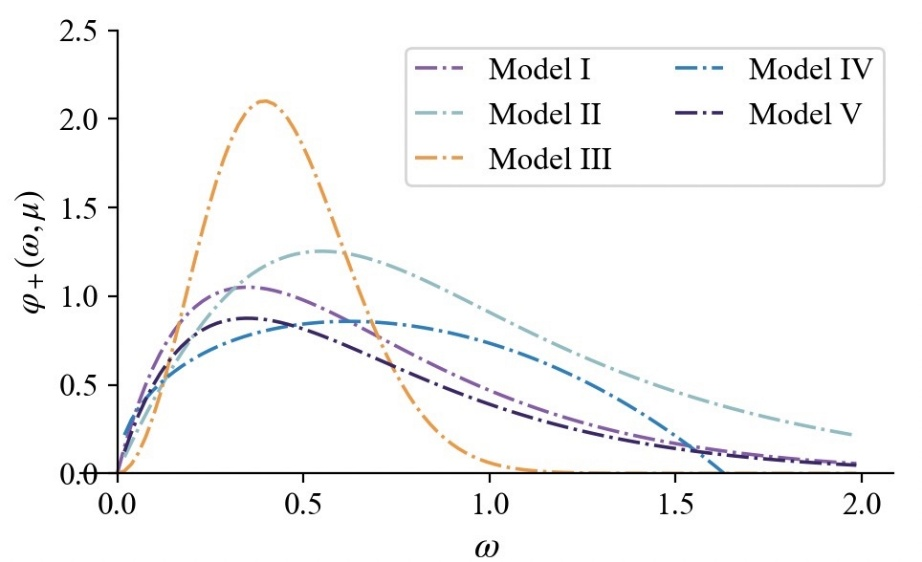 2.5
2.0
1.5
1.0
0.5
0.0
φ+(ω, μ)
Model I
Model II
Model III
Model IV
Model V
0.0 0.5 1.0 1.5 2.0
ω